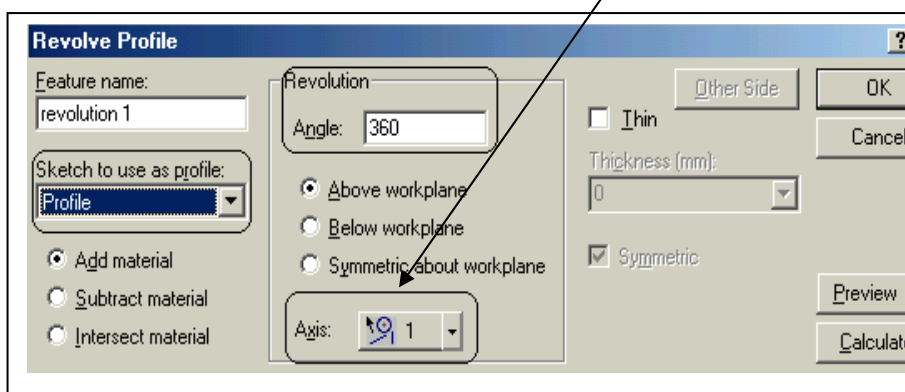 Revolve Profile
?
Feature name:
revolution 1
Sketch to use as profile:
Profile
Add material
Subtract material
Intersect material
Revolution
Angle: 360
Above workplane
Below workplane
Symmetric about workplane
Axis: 1
Other Side
Thin
Thickness (mm):
0
Symmetric
OK
Cancel
Preview
Calculat